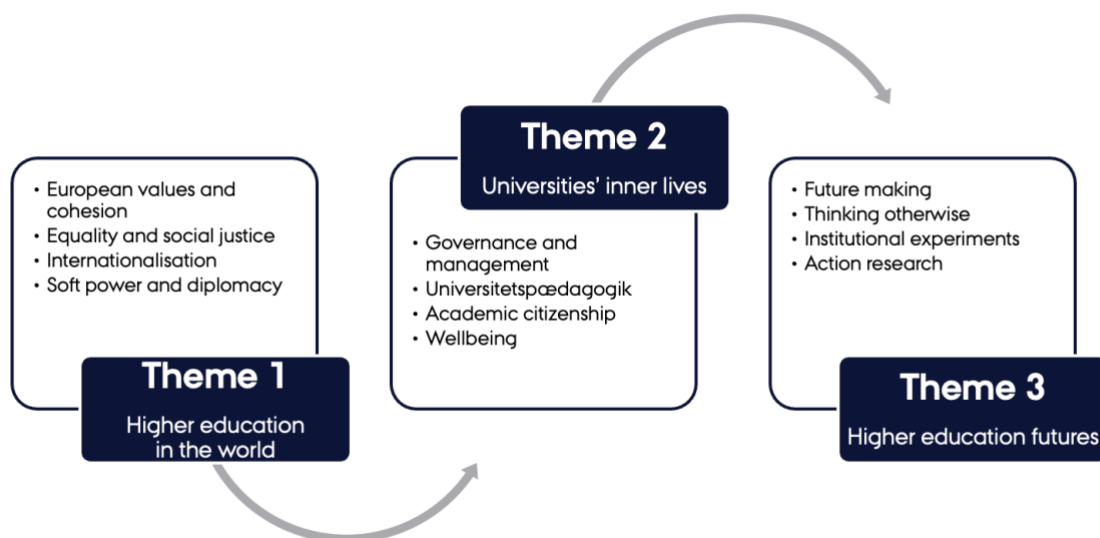 • European values and
cohesion
• Equality and social justice
• Internationalisation
• Soft power and diplomacy
Theme 1
Higher education
in the world
Theme 2
Universities’ inner lives
• Governance and
management
• Universitetspædagogik
• Academic citizenship
• Wellbeing
• Future making
• Thinking otherwise
• Institutional experiments
• Action research
Theme 3
Higher education futures